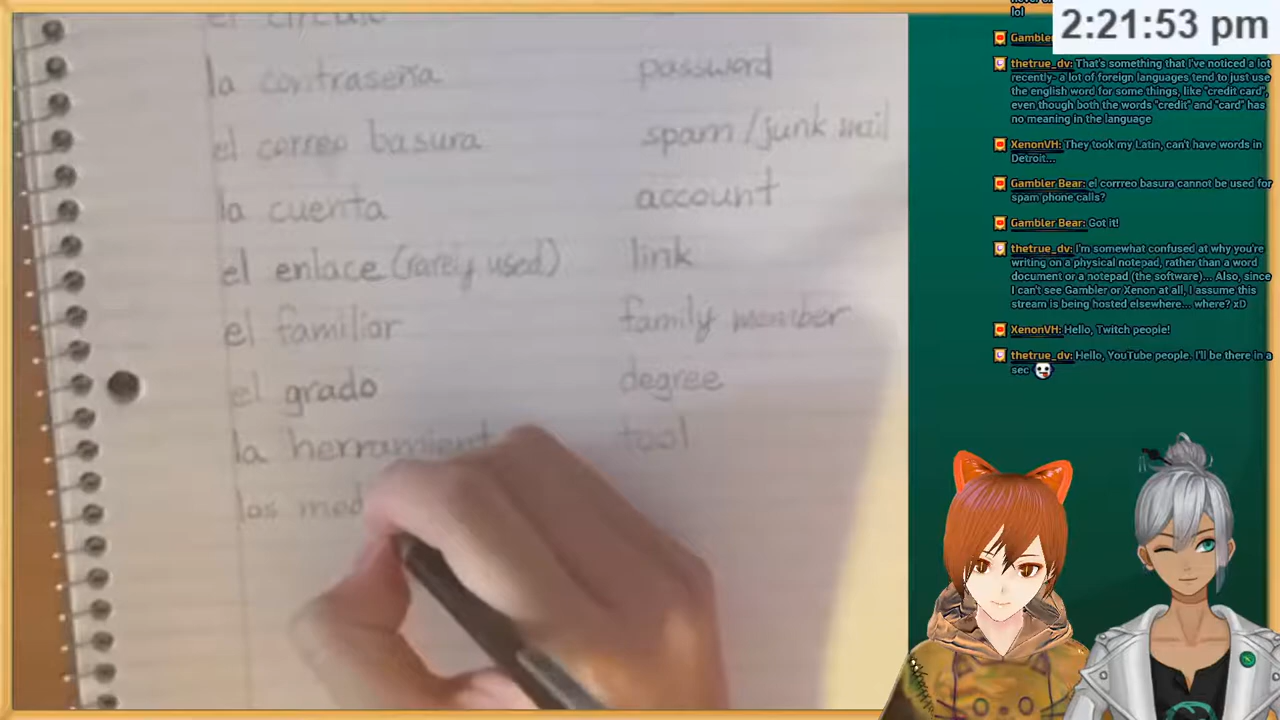 el círculo
la contraseña password
el correo basura spam/junk mail
la cuenta account
el enlace (rarely used) link
el familiar family member
el grado degree
la herramient tool
los med
lol
Gambler
2:21:53 pm
thetrue_dv: That's something that I've noticed a lot
recently- a lot of foreign languages tend to just use
the english word for some things, like "credit card",
even though both the words "credit" and "card" has
no meaning in the language
XenonVH: They took my Latin, can't have words in
Detroit...
Gambler Bear: el corrreo basura cannot be used for
spam phone calls?
Gambler Bear: Got it!
thetrue_dv: I'm somewhat confused at why you're
writing on a physical notepad, rather than a word
document or a notepad (the software)... Also, since
I can't see Gambler or Xenon at all, I assume this
stream is being hosted elsewhere... where? xD
XenonVH: Hello, Twitch people!
thetrue_dv: Hello, YouTube people. I'll be there in a
sec